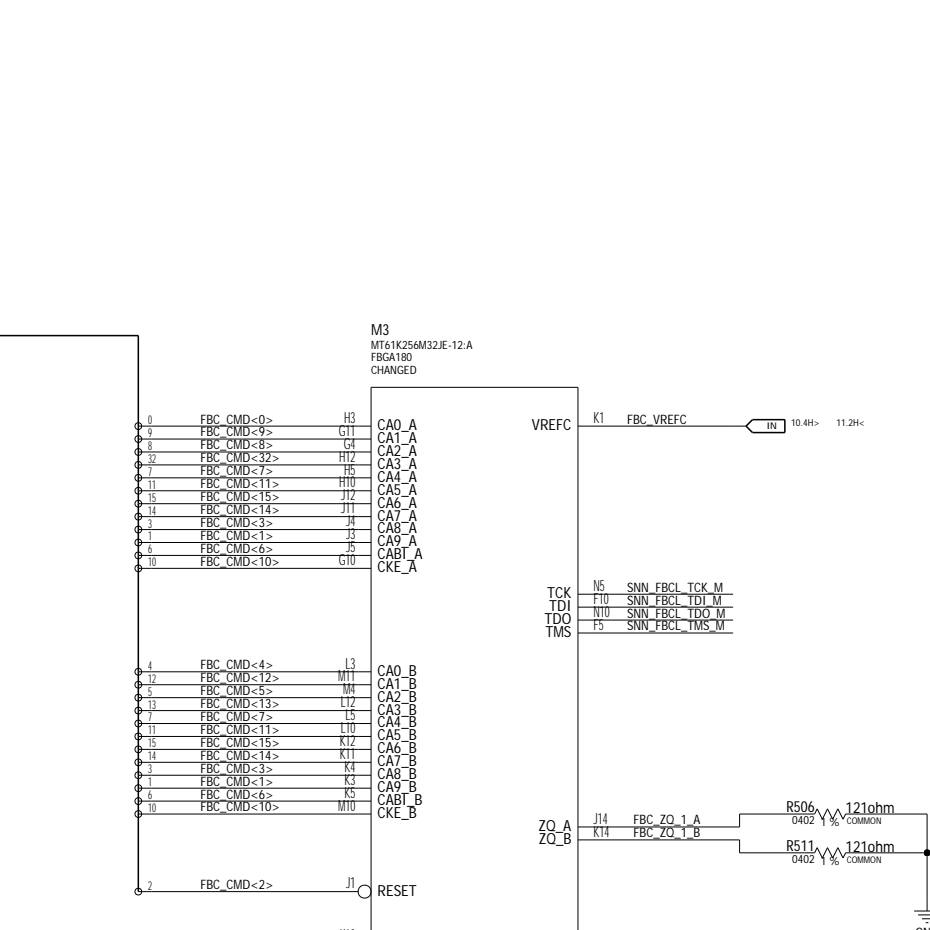 M3
MT61K256M32JE-12:A
FBGA180
CHANGED
0 FBC_CMD<0> H3 CA0_A
9 FBC_CMD<9> G11 CA1_A
8 FBC_CMD<8> G4 CA2_A
32 FBC_CMD<32> H12 CA3_A
7 FBC_CMD<7> H5 CA4_A
11 FBC_CMD<11> H10 CA5_A
15 FBC_CMD<15> J12 CA6_A
14 FBC_CMD<14> J11 CA7_A
3 FBC_CMD<3> J4 CA8_A
1 FBC_CMD<1> J3 CA9_A
6 FBC_CMD<6> J5 CABI_A
10 FBC_CMD<10> G10 CKE_A
VREFC K1 FBC_VREFC IN 10.4H> 11.2H<
TCK N5 SNN_FBCL_TCK_M
TDI F10 SNN_FBCL_TDI_M
TDO N10 SNN_FBCL_TDO_M
TMS F5 SNN_FBCL_TMS_M
4 FBC_CMD<4> L3 CA0_B
12 FBC_CMD<12> M11 CA1_B
5 FBC_CMD<5> M4 CA2_B
13 FBC_CMD<13> L12 CA3_B
7 FBC_CMD<7> L5 CA4_B
11 FBC_CMD<11> L10 CA5_B
15 FBC_CMD<15> K12 CA6_B
14 FBC_CMD<14> K11 CA7_B
3 FBC_CMD<3> K4 CA8_B
1 FBC_CMD<1> K3 CA9_B
6 FBC_CMD<6> K5 CABI_B
10 FBC_CMD<10> M10 CKE_B
ZQ_A J14 FBC_ZQ_1_A R506 121ohm
0402 1 % COMMON
ZQ_B K14 FBC_ZQ_1_B R511 121ohm
0402 1 % COMMON
2 FBC_CMD<2> J1 RESET